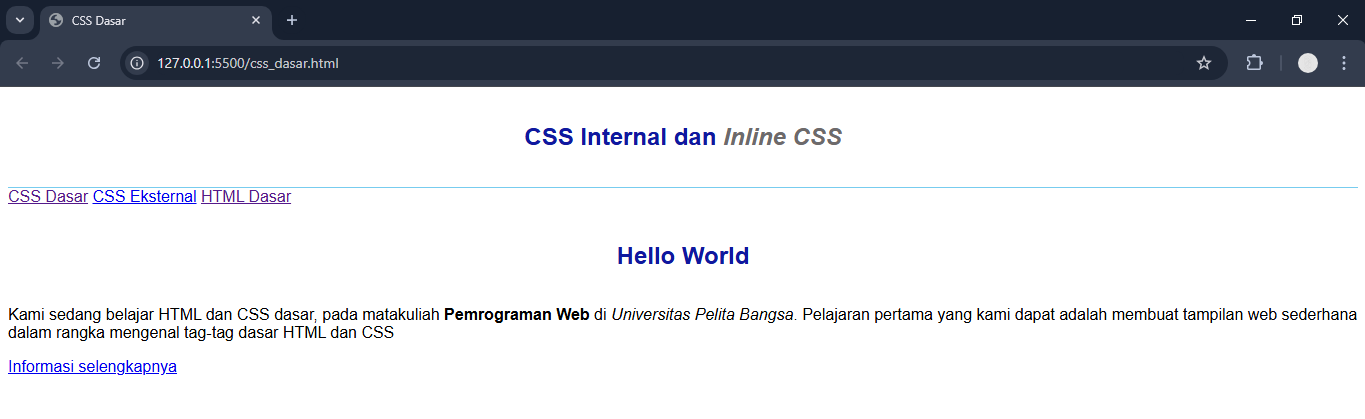 CSS Dasar
127.0.0.1:5500/css_dasar.html
CSS Internal dan Inline CSS
CSS Dasar CSS Eksternal HTML Dasar
Hello World
Kami sedang belajar HTML dan CSS dasar, pada matakuliah Pemrograman Web di Universitas Pelita Bangsa. Pelajaran pertama yang kami dapat adalah membuat tampilan web sederhana
dalam rangka mengenal tag-tag dasar HTML dan CSS
Informasi selengkapnya